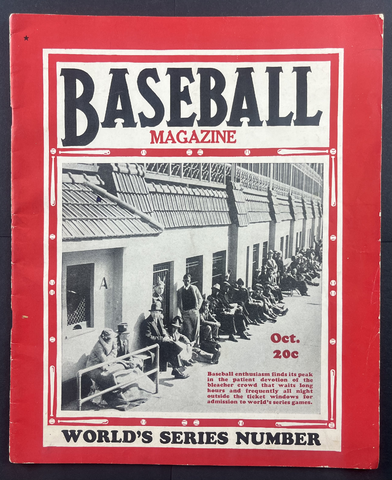 BASEBALL
MAGAZINE
A
Oct.
20c
Baseball enthusiasm finds its peak
in the patient devotion of the
bleacher crowd that waits long
hours and frequently all night
outside the ticket windows for
admission to world's series games.
WORLD'S SERIES NUMBER